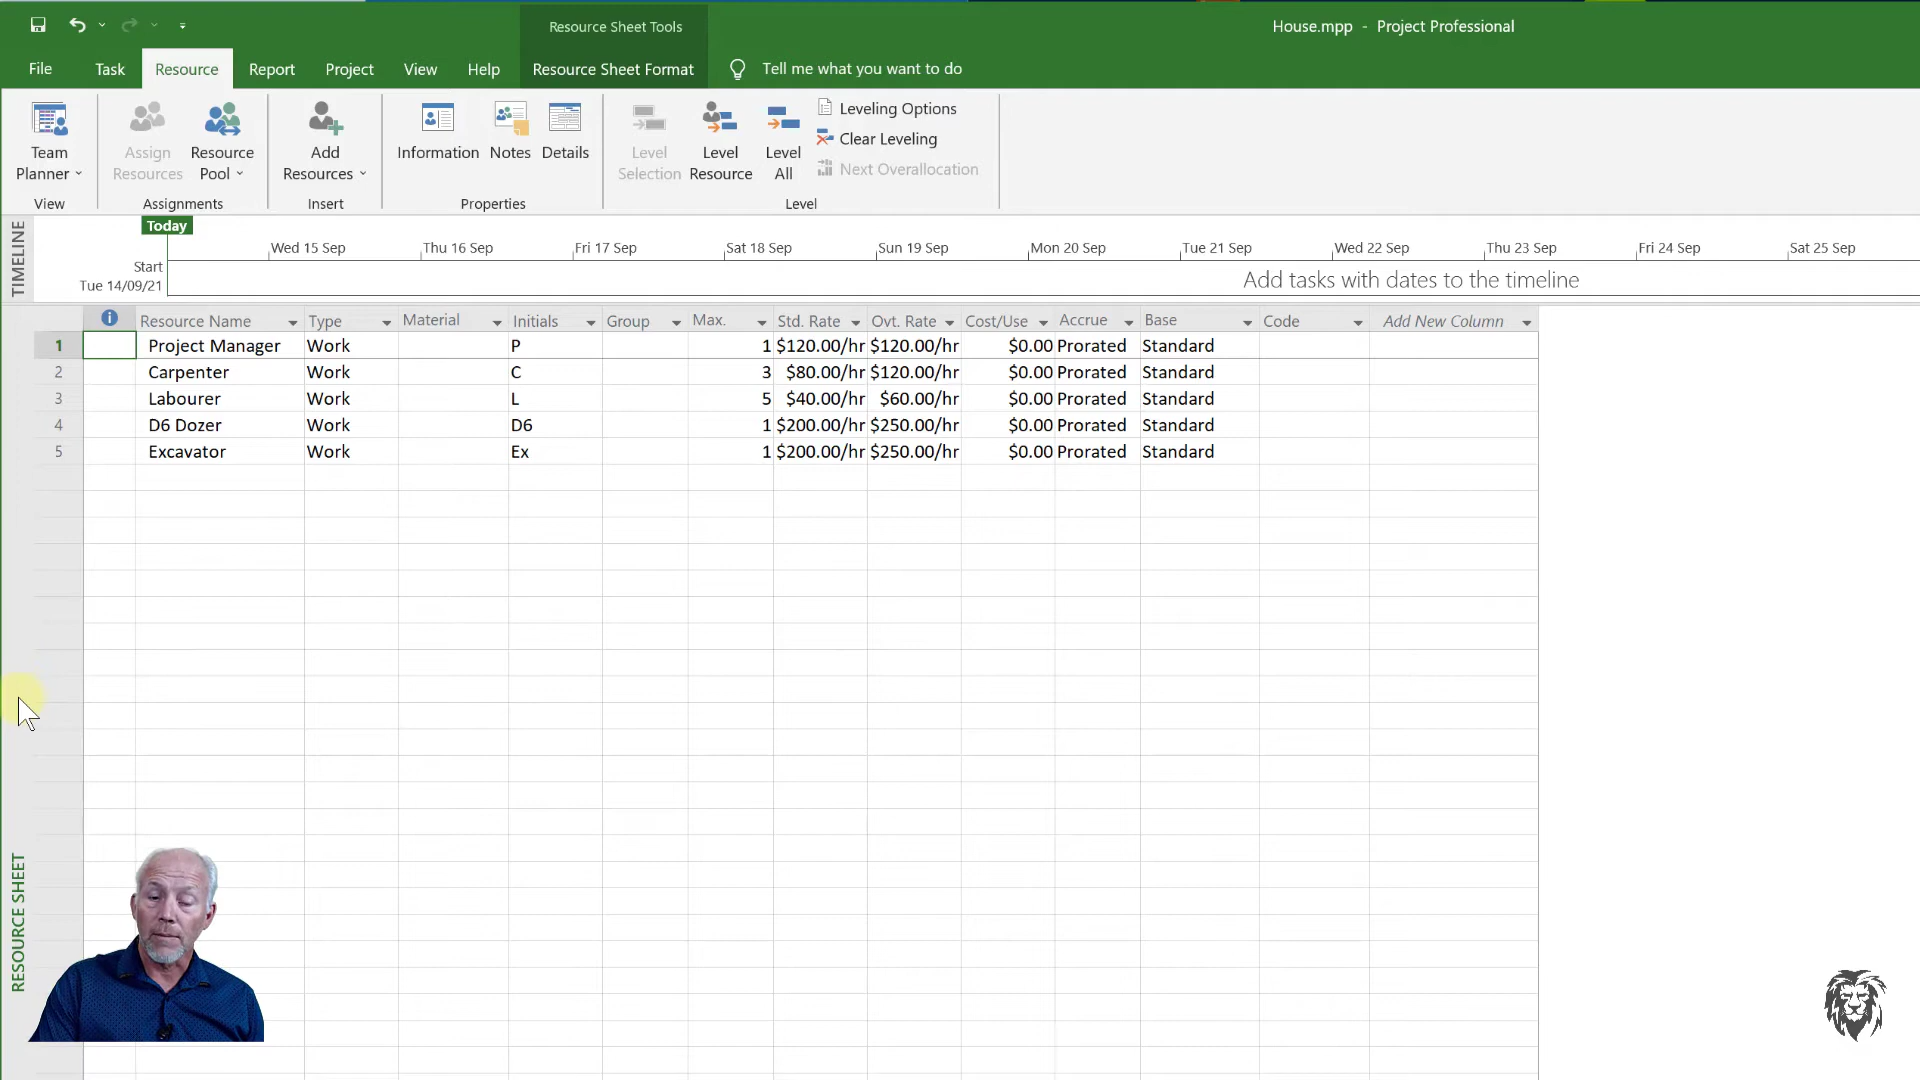 Resource Sheet Tools
House.mpp - Project Professional
File Task Resource Report Project View Help Resource Sheet Format Tell me what you want to do
Team Planner
Assign Resources
Resource Pool
Add Resources
Information
Notes
Details
Level Selection
Level Resource
Level All
Leveling Options
Clear Leveling
Next Overallocation
View Assignments Insert Properties Level
TIMELINE
Today
Wed 15 Sep Thu 16 Sep Fri 17 Sep Sat 18 Sep Sun 19 Sep Mon 20 Sep Tue 21 Sep Wed 22 Sep Thu 23 Sep Fri 24 Sep Sat 25 Sep
Start
Tue 14/09/21
Add tasks with dates to the timeline
Resource Name Type Material Initials Group Max. Std. Rate Ovt. Rate Cost/Use Accrue Base Code Add New Column
1 Project Manager Work P 1 $120.00/hr $120.00/hr $0.00 Prorated Standard
2 Carpenter Work C 3 $80.00/hr $120.00/hr $0.00 Prorated Standard
3 Labourer Work L 5 $40.00/hr $60.00/hr $0.00 Prorated Standard
4 D6 Dozer Work D6 1 $200.00/hr $250.00/hr $0.00 Prorated Standard
5 Excavator Work Ex 1 $200.00/hr $250.00/hr $0.00 Prorated Standard
RESOURCE SHEET